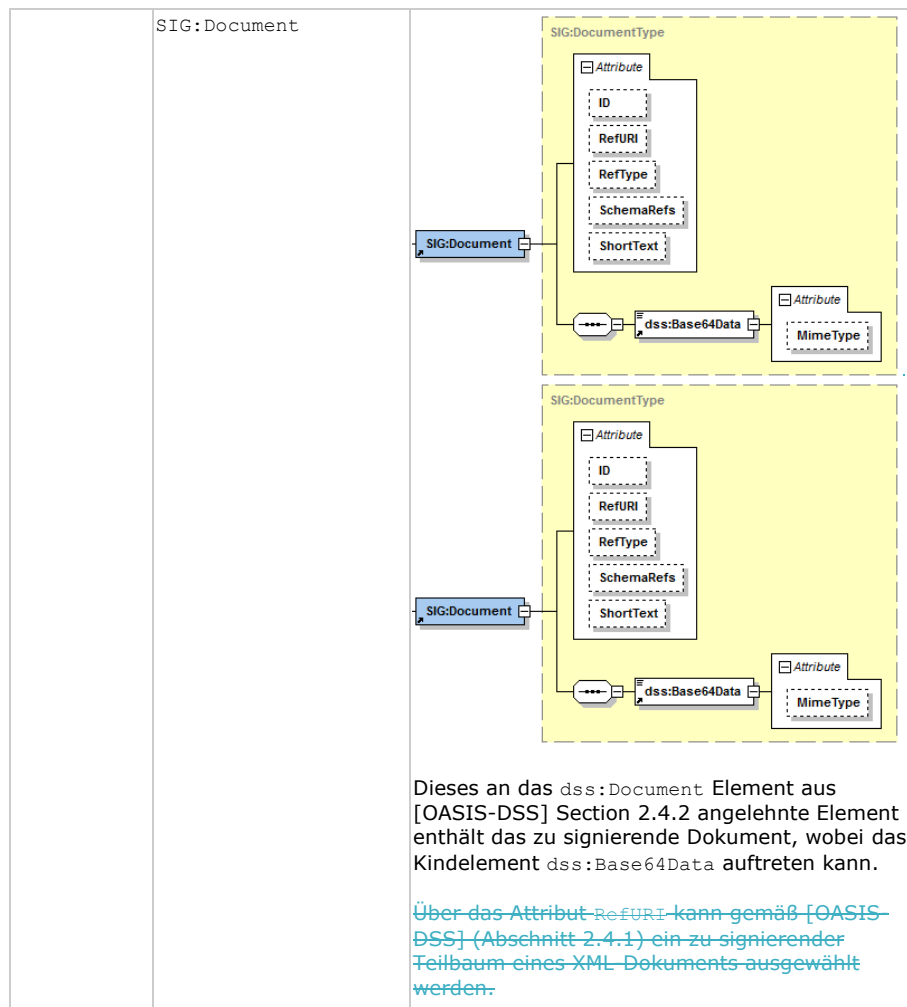 SIG:Document
SIG:DocumentType
Attribute
ID
RefURI
RefType
SchemaRefs
ShortText
SIG:Document
Attribute
dss:Base64Data
MimeType
SIG:DocumentType
Attribute
ID
RefURI
RefType
SchemaRefs
ShortText
SIG:Document
Attribute
dss:Base64Data
MimeType
Dieses an das dss:Document Element aus
[OASIS-DSS] Section 2.4.2 angelehnte Element
enthält das zu signierende Dokument, wobei das
Kindelement dss:Base64Data auftreten kann.
Über das Attribut RefURI kann gemäß [OASIS-
DSS] (Abschnitt 2.4.1) ein zu signierender
Teilbaum eines XML-Dokuments ausgewählt
werden.